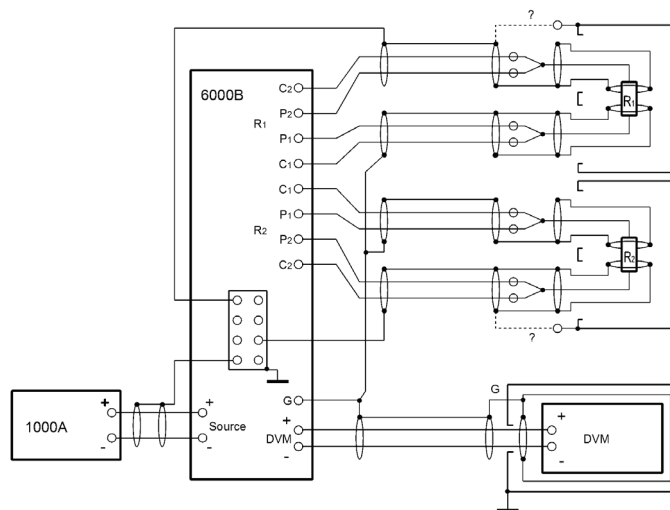 ?
6000B
C2
P2
R1
P1
C1
C1
P1
R2
P2
C2
R1
R2
?
G
G
+
+
+
+
1000A
Source
DVM
DVM
-
-
-
-